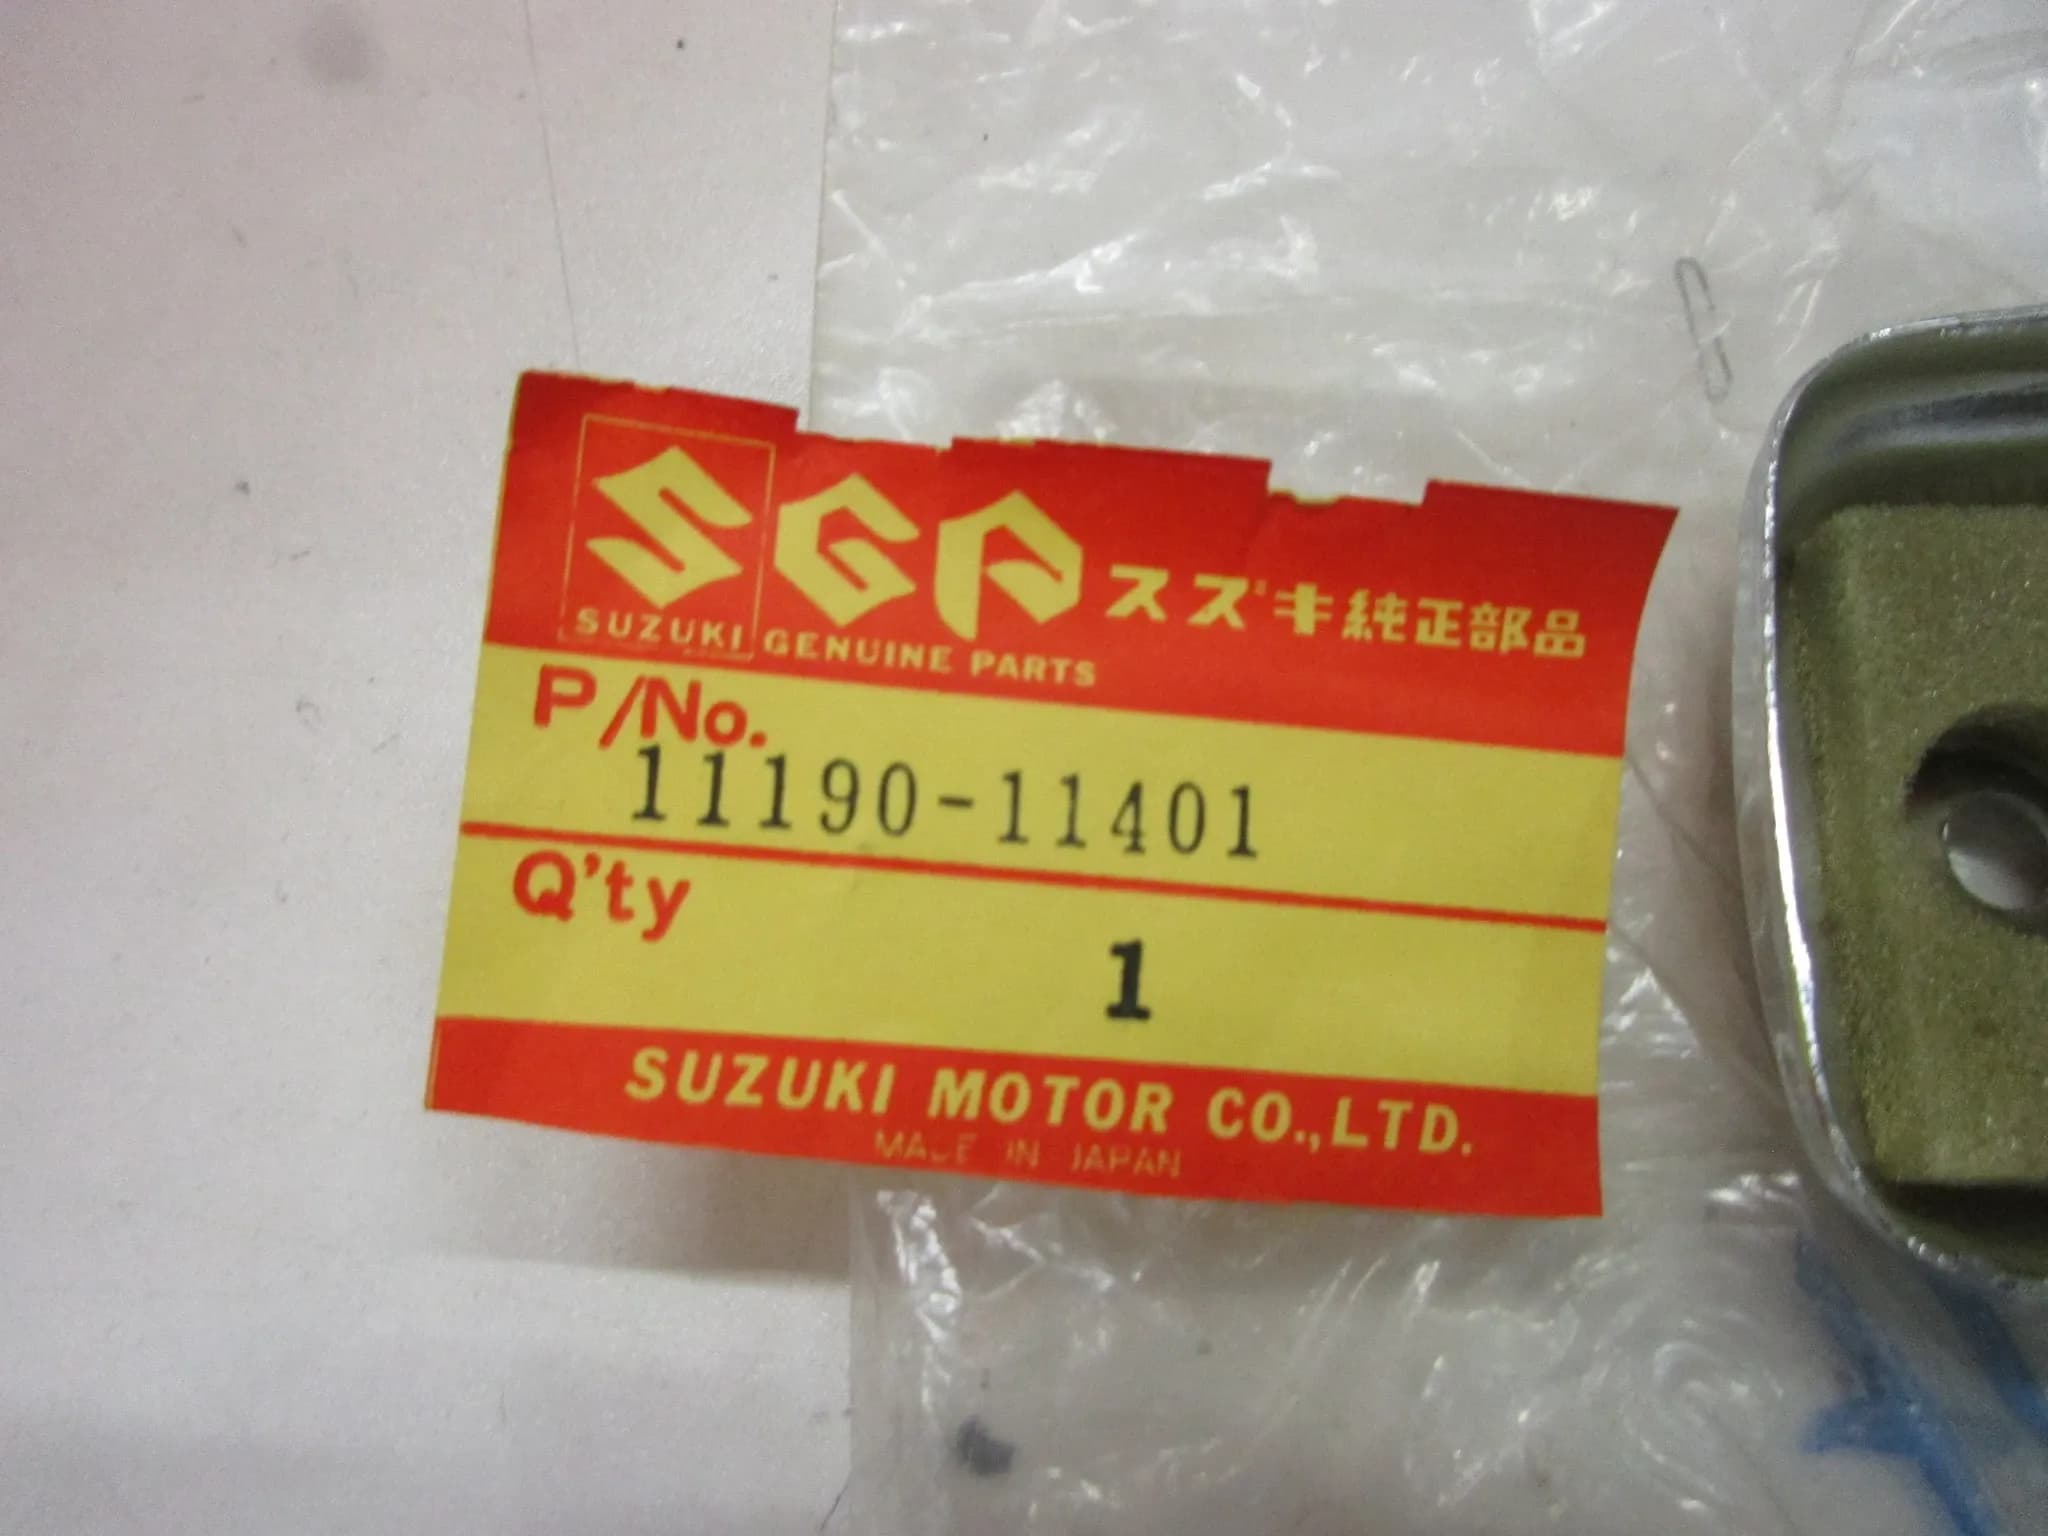 SGP スズキ純正部品
SUZUKI GENUINE PARTS
P/No.
11190-11401
Q'ty
1
SUZUKI MOTOR CO.,LTD.
MADE IN JAPAN